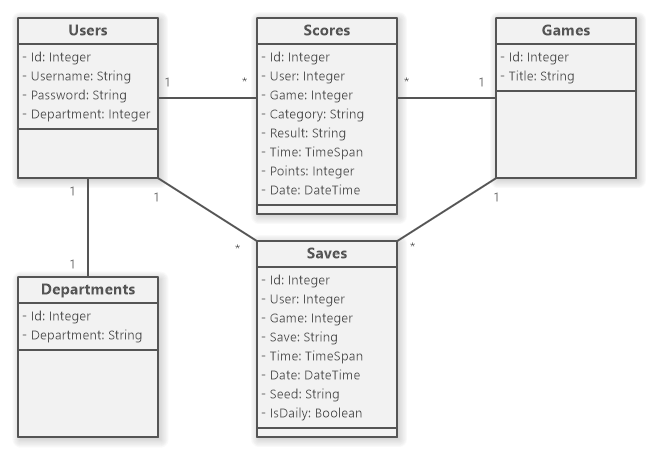 Users
- Id: Integer
- Username: String
- Password: String
- Department: Integer
1
*
Scores
- Id: Integer
- User: Integer
- Game: Integer
- Category: String
- Result: String
- Time: TimeSpan
- Points: Integer
- Date: DateTime
*
1
Games
- Id: Integer
- Title: String
1
1
1
1
*
*
Departments
- Id: Integer
- Department: String
Saves
- Id: Integer
- User: Integer
- Game: Integer
- Save: String
- Time: TimeSpan
- Date: DateTime
- Seed: String
- IsDaily: Boolean